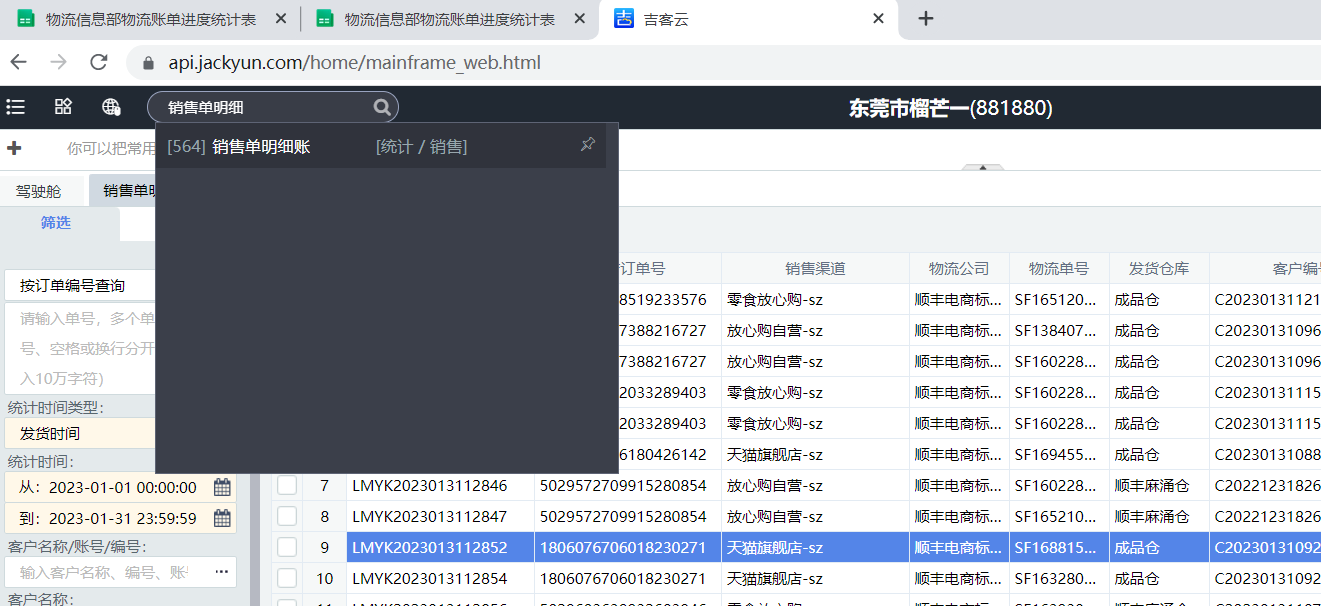 物流信息部物流账单进度统计表 物流信息部物流账单进度统计表 吉客云
api.jackyun.com/home/mainframe_web.html
销售单明细 东莞市榴芒一(881880)
[564] 销售单明细账 [统计 / 销售]
你可以把常用
驾驶舱 销售单明
筛选
订单号 销售渠道 物流公司 物流单号 发货仓库 客户编
按订单编号查询
8519233576 零食放心购-sz 顺丰电商标... SF165120... 成品仓 C20230131121
请输入单号，多个单
7388216727 放心购自营-sz 顺丰电商标... SF138407... 成品仓 C20230131096
号、空格或换行分开
7388216727 放心购自营-sz 顺丰电商标... SF160228... 成品仓 C20230131096
入10万字符)
2033289403 零食放心购-sz 顺丰电商标... SF160228... 成品仓 C20230131115
统计时间类型:
发货时间
2033289403 零食放心购-sz 顺丰电商标... SF160228... 成品仓 C20230131115
统计时间:
6180426142 天猫旗舰店-sz 顺丰电商标... SF169455... 成品仓 C20230131088
从: 2023-01-01 00:00:00
7 LMYK2023013112846 5029572709915280854 放心购自营-sz 顺丰电商标... SF160228... 顺丰麻涌仓 C20221231826
到: 2023-01-31 23:59:59
8 LMYK2023013112847 5029572709915280854 放心购自营-sz 顺丰电商标... SF165210... 顺丰麻涌仓 C20221231826
客户名称/账号/编号:
9 LMYK2023013112852 1806076706018230271 天猫旗舰店-sz 顺丰电商标... SF168815... 成品仓 C20230131092
输入客户名称、编号、账 ...
10 LMYK2023013112854 1806076706018230271 天猫旗舰店-sz 顺丰电商标... SF163280... 成品仓 C20230131092
客户名称: